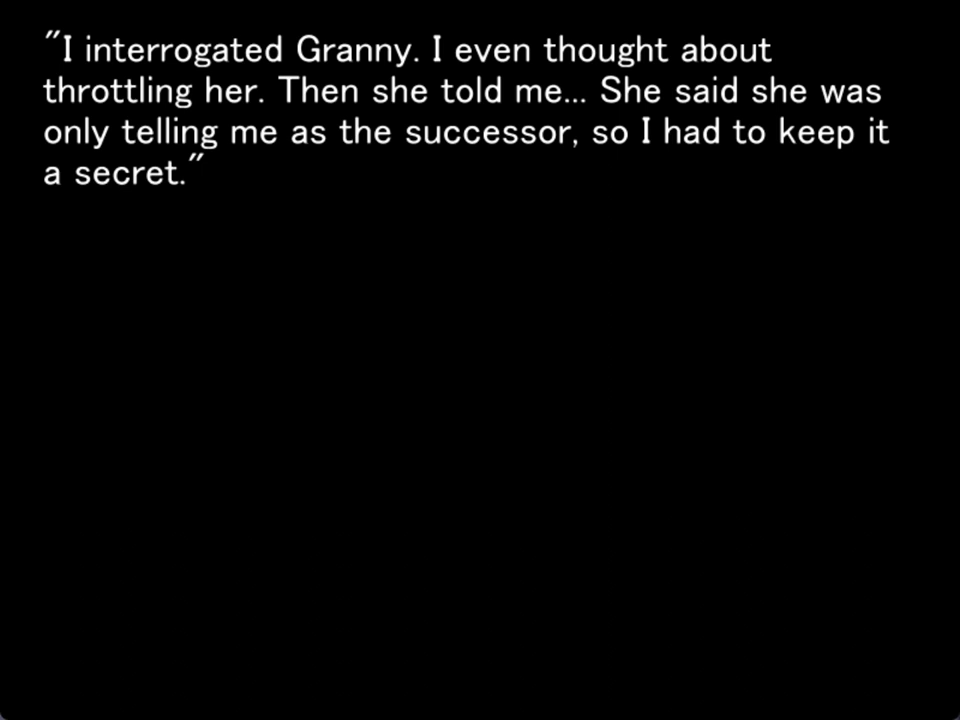 "I interrogated Granny. I even thought about
throttling her. Then she told me... She said she was
only telling me as the successor, so I had to keep it
a secret."